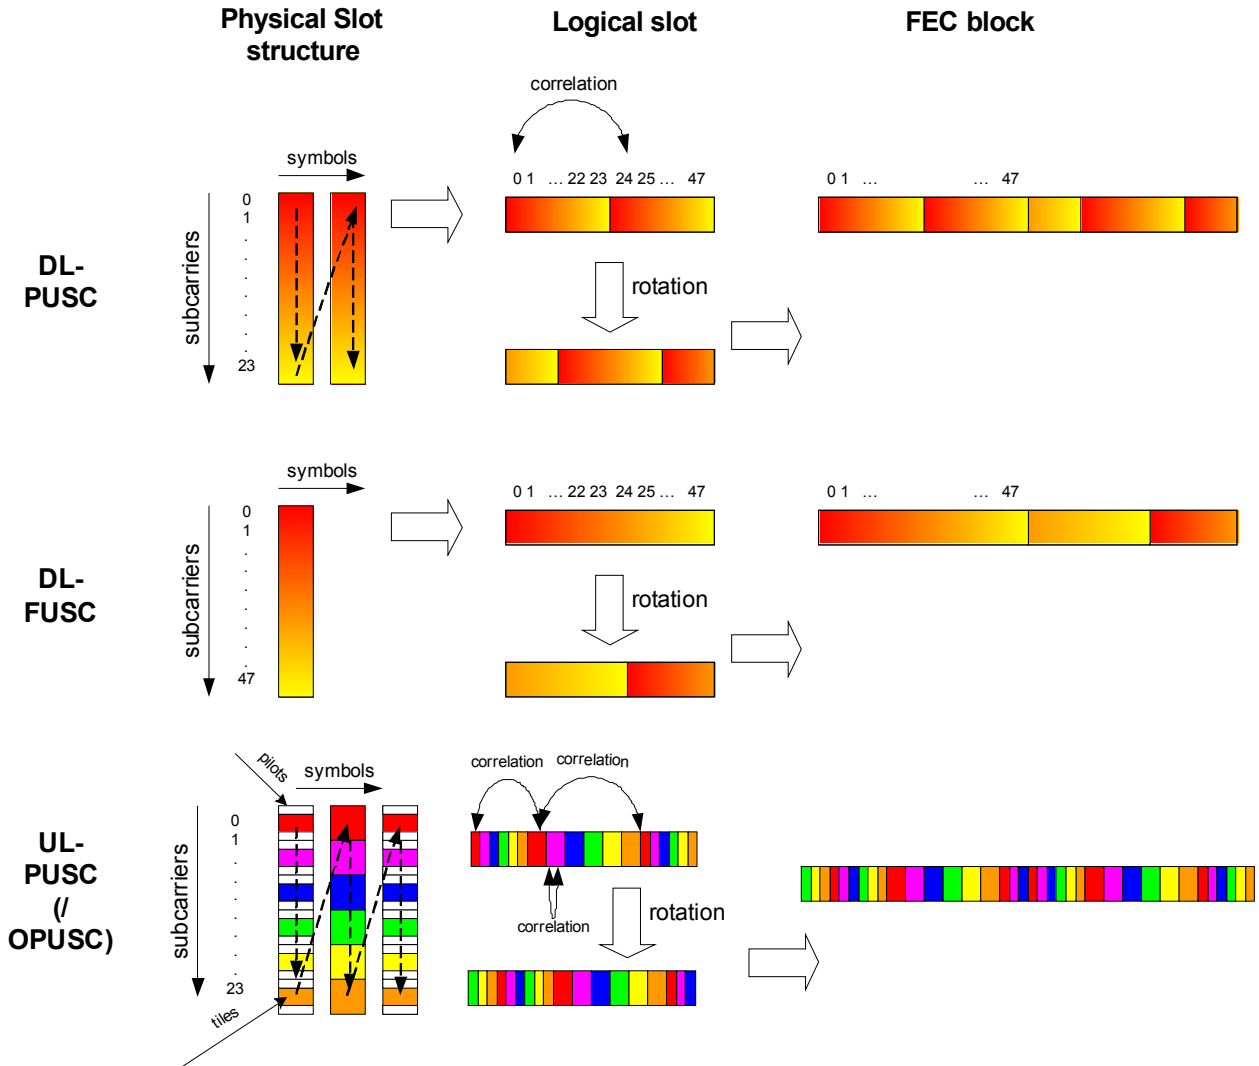 Physical Slot
structure
Logical slot
FEC block
correlation
symbols
0 1 ... 22 23 24 25 ... 47
0 1 ... ... 47
0
1
.
.
.
.
.
.
.
23
subcarriers
DL-
PUSC
rotation
symbols
0 1 ... 22 23 24 25 ... 47
0 1 ... ... 47
0
1
.
.
.
.
.
.
.
47
subcarriers
DL-
FUSC
rotation
pilots
symbols
correlation
correlation
0
1
.
.
.
.
.
.
.
23
subcarriers
UL-
PUSC
(/
OPUSC)
correlation
rotation
tiles